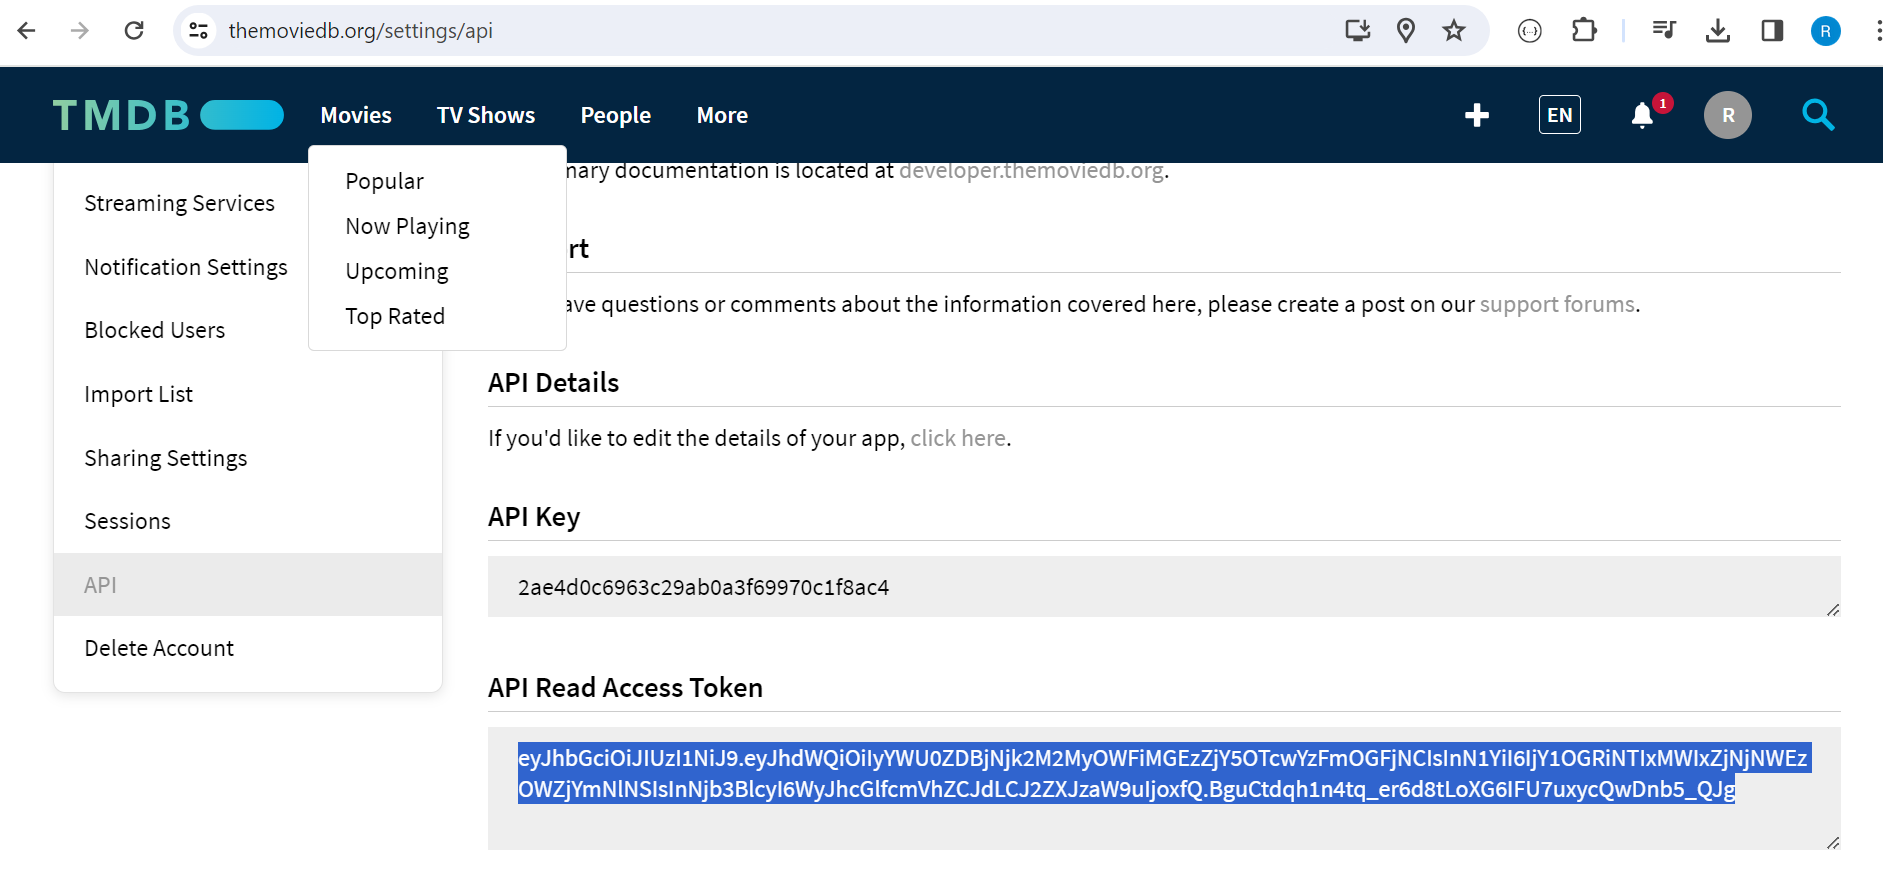 themoviedb.org/settings/api
R
TMDB
Movies
TV Shows
People
More
EN
1
R
Popular
Now Playing
Upcoming
Top Rated
Streaming Services
Notification Settings
Blocked Users
Import List
Sharing Settings
Sessions
API
Delete Account
mary documentation is located at developer.themoviedb.org.
rt
ave questions or comments about the information covered here, please create a post on our support forums.
API Details
If you'd like to edit the details of your app, click here.
API Key
2ae4d0c6963c29ab0a3f69970c1f8ac4
API Read Access Token
eyJhbGciOiJIUzI1NiJ9.eyJhdWQiOiIyYWU0ZDBjNjk2M2MyOWFiMGEzZjY5OTcwYzFmOGFjNCIsInN1YiI6IjY1OGRiNTIxMWIxZjNjNWEz
OWZjYmNlNSIsInNjb3BlcyI6WyJhcGlfcmVhZCJdLCJ2ZXJzaW9uIjoxfQ.BguCtdqh1n4tq_er6d8tLoXG6IFU7uxycQwDnb5_QJg